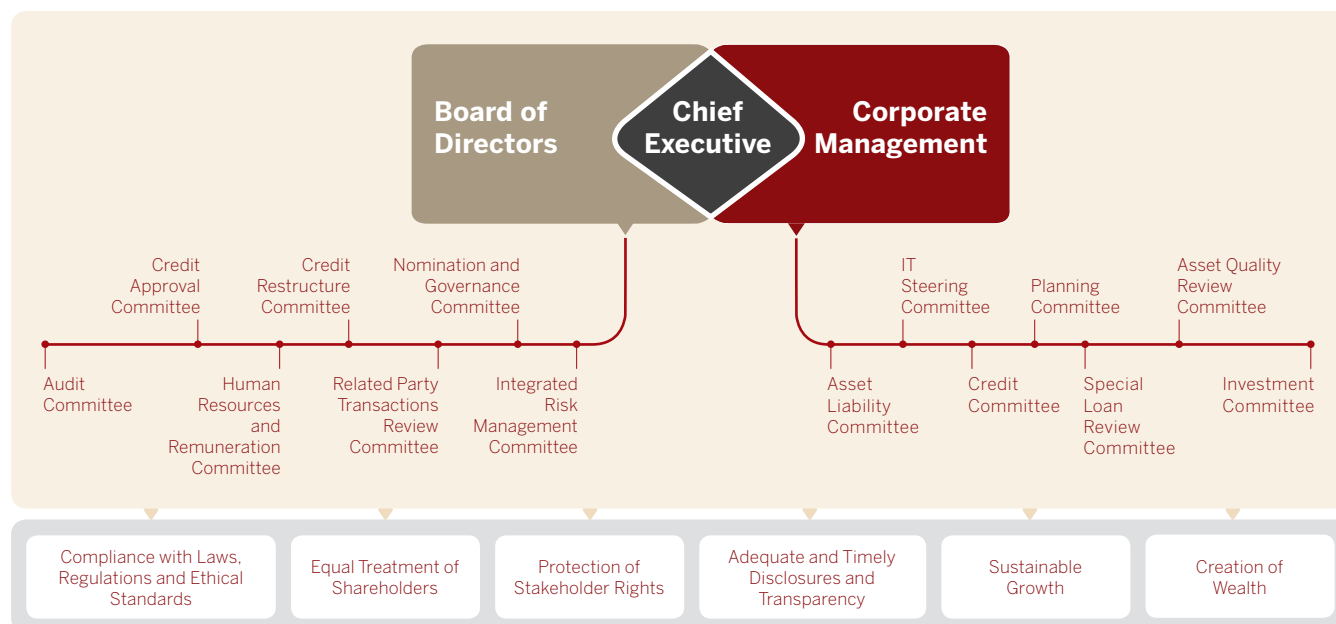 Board of
Directors
Chief
Executive
Corporate
Management
Credit
Approval
Committee
Credit
Restructure
Committee
Nomination and
Governance
Committee
IT
Steering
Committee
Planning
Committee
Asset Quality
Review
Committee
Audit
Committee
Human
Resources
and
Remuneration
Committee
Related Party
Transactions
Review
Committee
Integrated
Risk
Management
Committee
Asset
Liability
Committee
Credit
Committee
Special
Loan
Review
Committee
Investment
Committee
Compliance with Laws,
Regulations and Ethical
Standards
Equal Treatment of
Shareholders
Protection of
Stakeholder Rights
Adequate and Timely
Disclosures and
Transparency
Sustainable
Growth
Creation of
Wealth